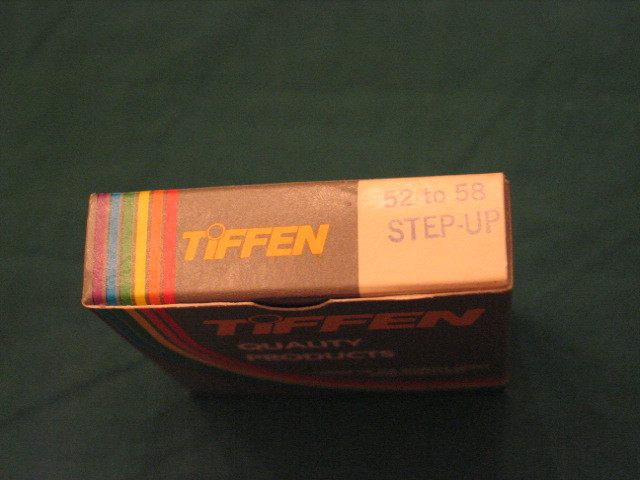 TIFFEN
52 to 58
STEP-UP
TIFFEN
QUALITY
PRODUCTS